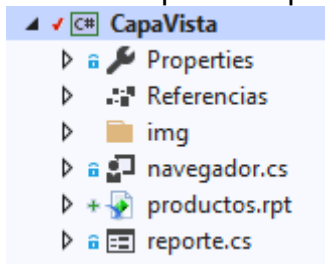 C# CapaVista
Properties
Referencias
img
navegador.cs
productos.rpt
reporte.cs